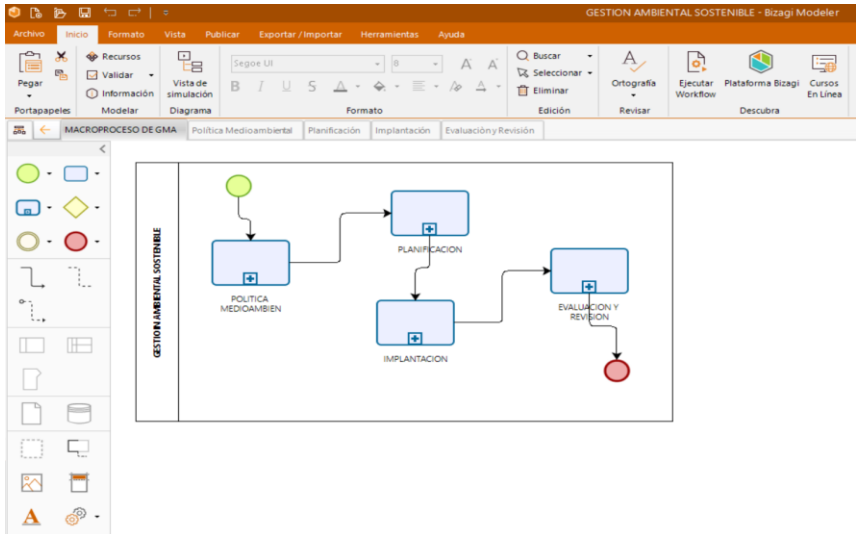 GESTION AMBIENTAL SOSTENIBLE - Bizagi Modeler
Archivo Inicio Formato Vista Publicar Exportar / Importar Herramientas Ayuda
Pegar
Portapapeles
Recursos
Validar
Información
Modelar
Vista de
simulación
Diagrama
Segoe UI 8 A A
B I U S A A
Formato
Buscar
Seleccionar
Eliminar
Edición
Ortografía
Revisar
Ejecutar
Workflow
Plataforma Bizagi
Cursos
En Línea
Descubra
MACROPROCESO DE GMA Política Medioambiental Planificación Implantación Evaluación y Revisión
GESTION AMBIENTAL SOSTENIBLE
POLITICA
MEDIOAMBIEN
PLANIFICACION
IMPLANTACION
EVALUACION Y
REVISION
A